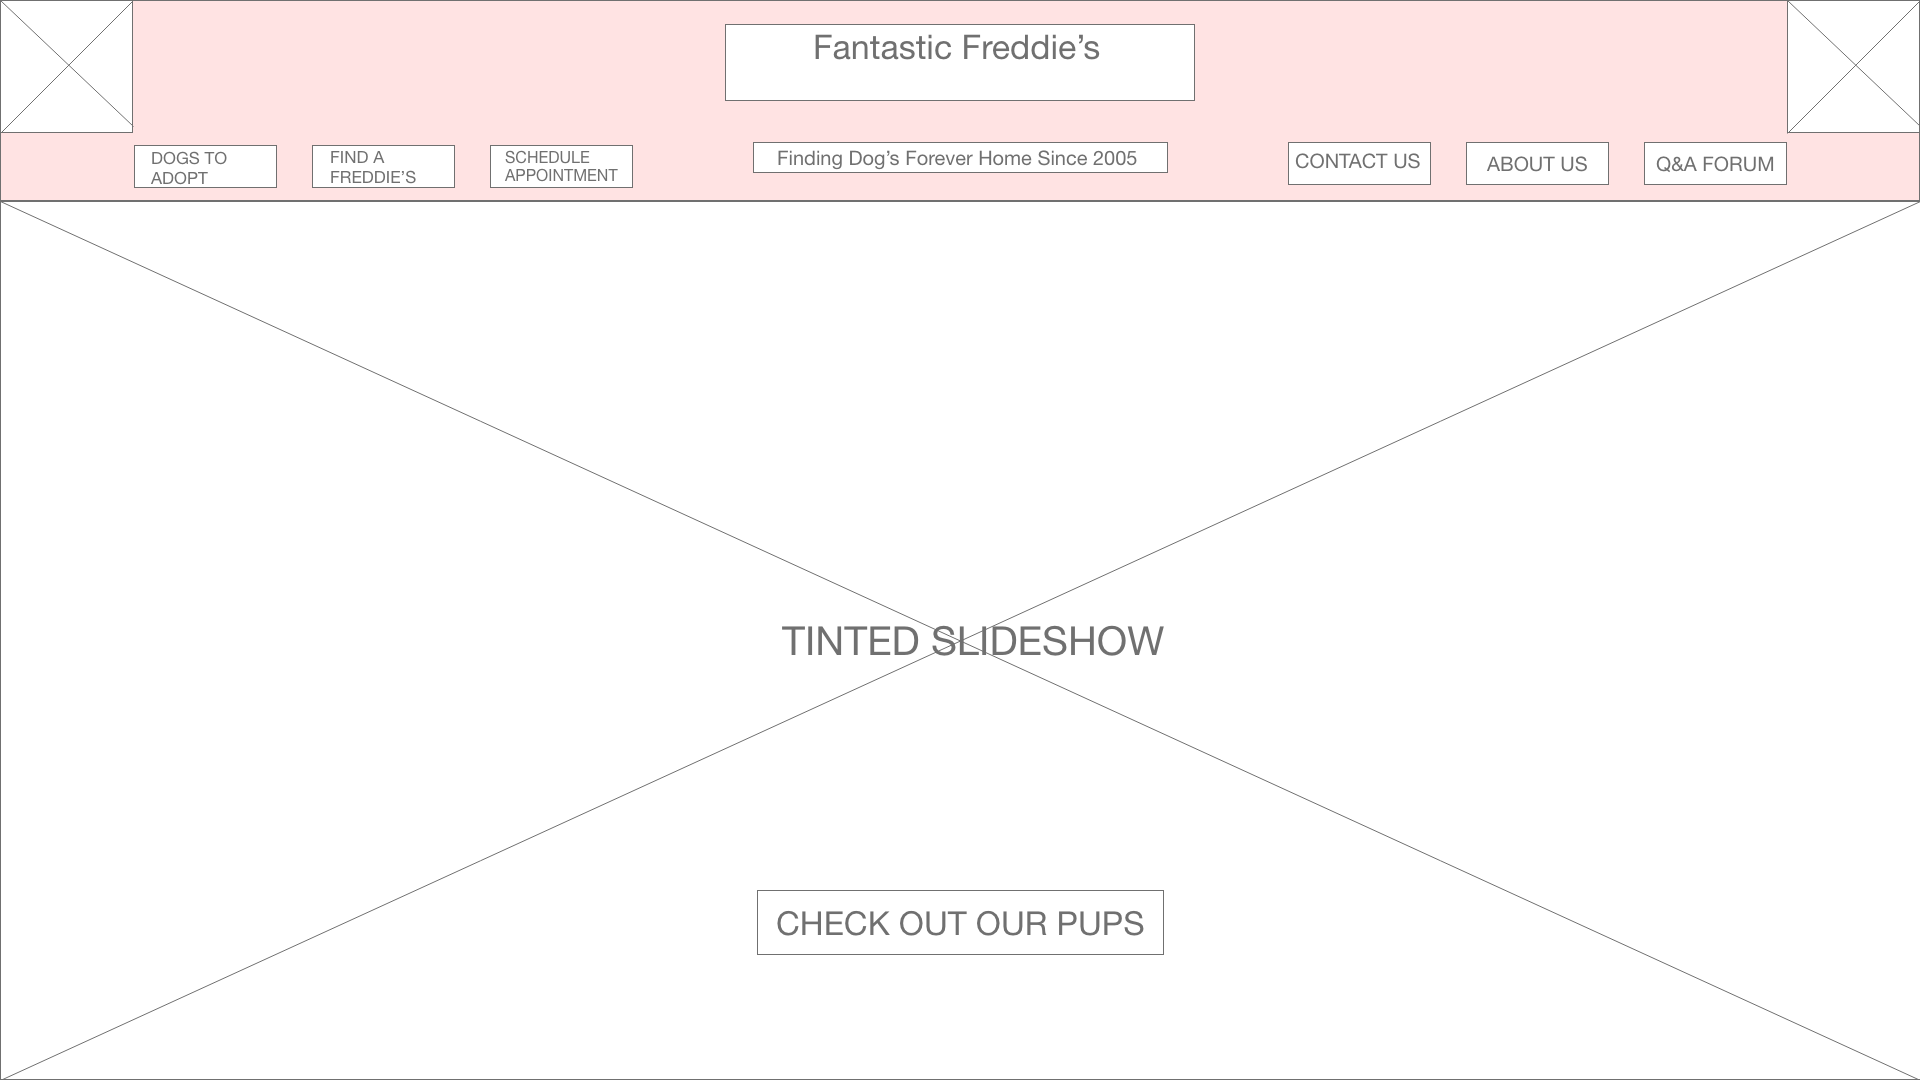 Fantastic Freddie’s
DOGS TO
ADOPT
FIND A
FREDDIE’S
SCHEDULE
APPOINTMENT
Finding Dog’s Forever Home Since 2005
CONTACT US
ABOUT US
Q&A FORUM
TINTED SLIDESHOW
CHECK OUT OUR PUPS